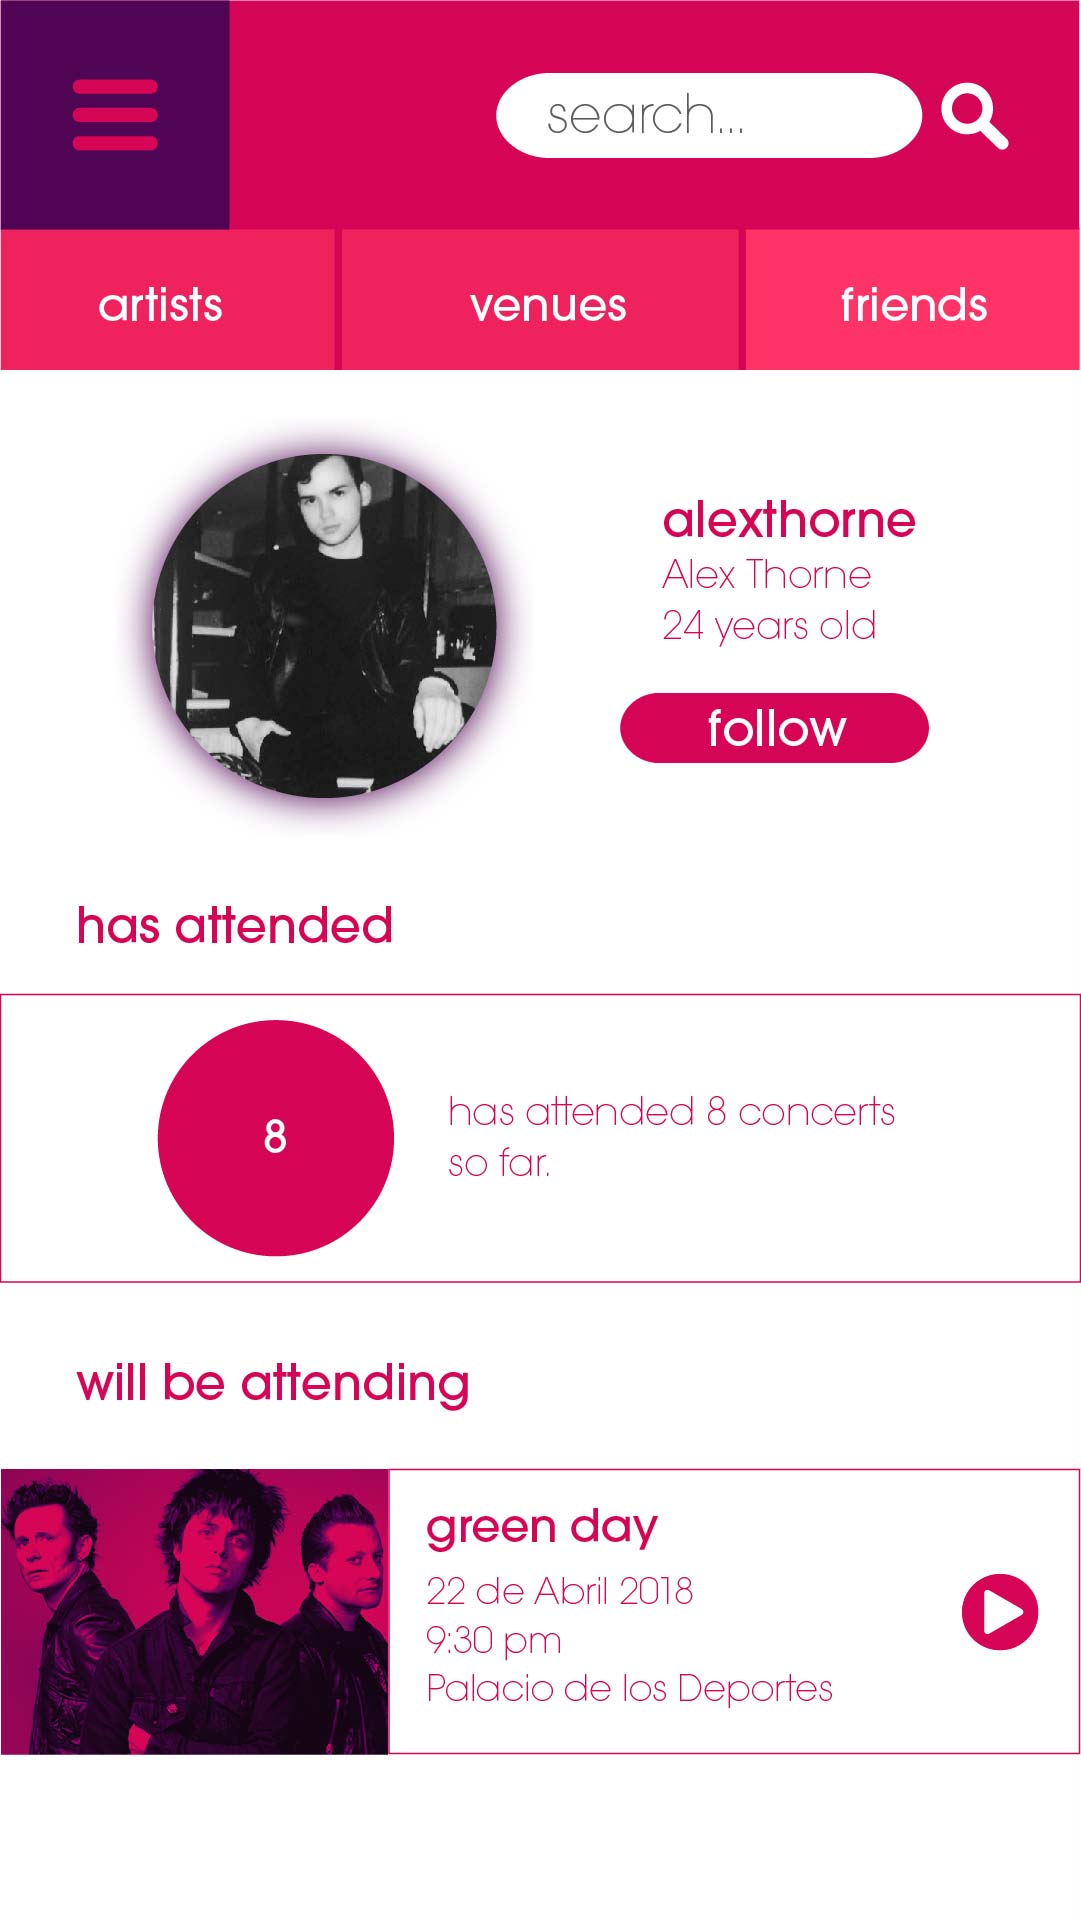 search...
artists
venues
friends
alexthorne
Alex Thorne
24 years old
follow
has attended
8
has attended 8 concerts
so far.
will be attending
green day
22 de Abril 2018
9:30 pm
Palacio de los Deportes